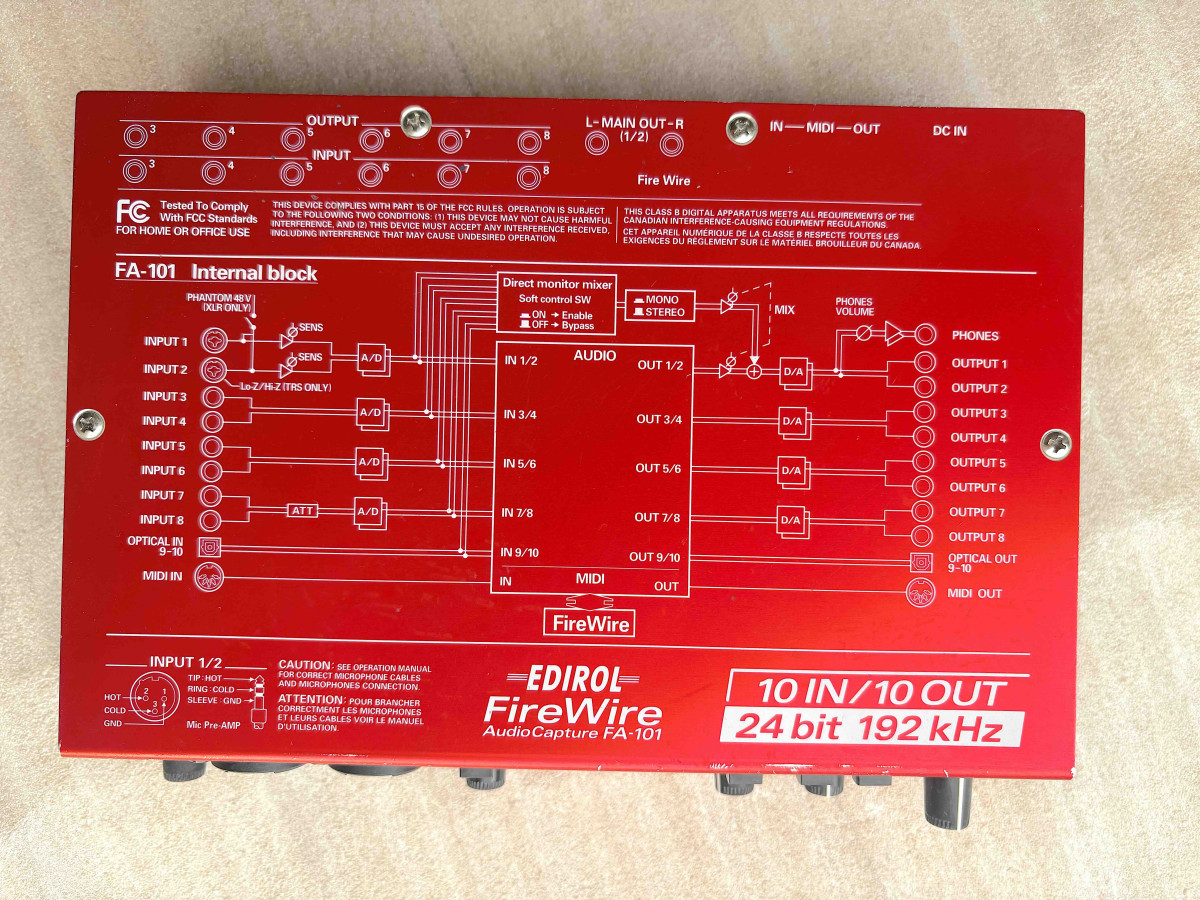 OUTPUT
3 4 5 6 7 8
INPUT
3 4 5 6 7 8
L-MAIN OUT-R
(1/2)
Fire Wire
IN—MIDI—OUT
DC IN
FC Tested To Comply
With FCC Standards
FOR HOME OR OFFICE USE
THIS DEVICE COMPLIES WITH PART 15 OF THE FCC RULES. OPERATION IS SUBJECT
TO THE FOLLOWING TWO CONDITIONS: (1) THIS DEVICE MAY NOT CAUSE HARMFUL
INTERFERENCE, AND (2) THIS DEVICE MUST ACCEPT ANY INTERFERENCE RECEIVED,
INCLUDING INTERFERENCE THAT MAY CAUSE UNDESIRED OPERATION.
THIS CLASS B DIGITAL APPARATUS MEETS ALL REQUIREMENTS OF THE
CANADIAN INTERFERENCE-CAUSING EQUIPMENT REGULATIONS.
CET APPAREIL NUMÉRIQUE DE LA CLASSE B RESPECTE TOUTES LES
EXIGENCES DU RÈGLEMENT SUR LE MATÉRIEL BROUILLEUR DU CANADA.
FA-101 Internal block
PHANTOM 48 V
(XLR ONLY)
SENS
SENS
Lo-Z/Hi-Z (TRS ONLY)
INPUT 1
INPUT 2
INPUT 3
INPUT 4
INPUT 5
INPUT 6
INPUT 7
INPUT 8
OPTICAL IN
9-10
MIDI IN
A/D
A/D
A/D
ATT
A/D
Direct monitor mixer
Soft control SW
ON → Enable
OFF → Bypass
MONO
STEREO
MIX
AUDIO
IN 1/2
OUT 1/2
IN 3/4
OUT 3/4
IN 5/6
OUT 5/6
IN 7/8
OUT 7/8
IN 9/10
OUT 9/10
MIDI
IN
OUT
FireWire
D/A
D/A
D/A
D/A
PHONES
VOLUME
PHONES
OUTPUT 1
OUTPUT 2
OUTPUT 3
OUTPUT 4
OUTPUT 5
OUTPUT 6
OUTPUT 7
OUTPUT 8
OPTICAL OUT
9-10
MIDI OUT
INPUT 1/2
HOT
COLD
GND
2 1
3
TIP : HOT
RING : COLD
SLEEVE : GND
Mic Pre-AMP
CAUTION: SEE OPERATION MANUAL
FOR CORRECT MICROPHONE CABLES
AND MICROPHONES CONNECTION.
ATTENTION: POUR BRANCHER
CORRECTMENT LES MICROPHONES
ET LEURS CABLES VOIR LE MANUEL
D'UTILISATION.
EDIROL
FireWire
AudioCapture FA-101
10 IN/10 OUT
24 bit 192 kHz